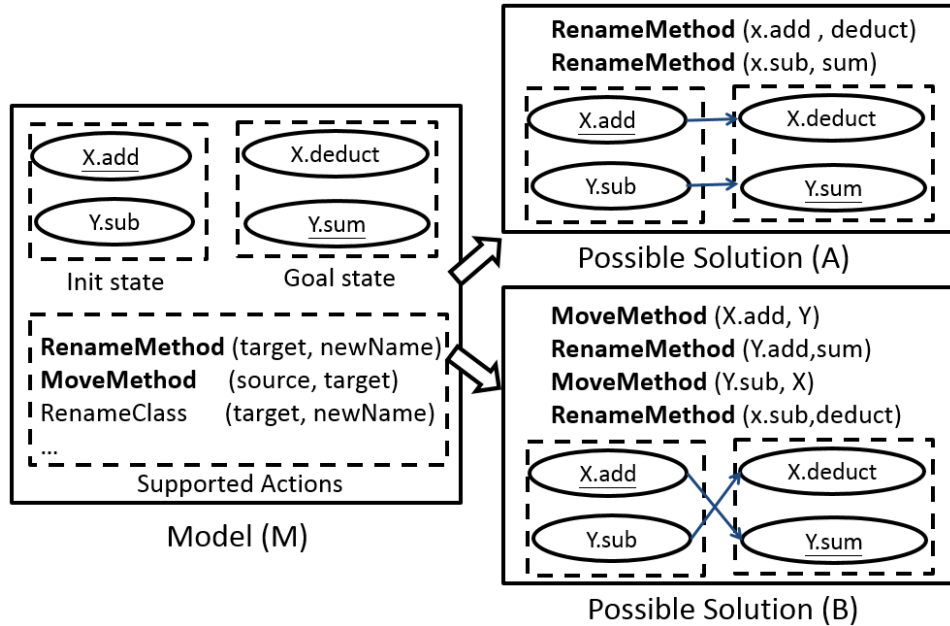 X.add
X.deduct
Y.sub
Y.sum
Init state
Goal state
RenameMethod (target, newName)
MoveMethod (source, target)
RenameClass (target, newName)
...
Supported Actions
Model (M)
RenameMethod (x.add , deduct)
RenameMethod (x.sub, sum)
X.add
X.deduct
Y.sub
Y.sum
Possible Solution (A)
MoveMethod (X.add, Y)
RenameMethod (Y.add,sum)
MoveMethod (Y.sub, X)
RenameMethod (x.sub,deduct)
X.add
X.deduct
Y.sub
Y.sum
Possible Solution (B)